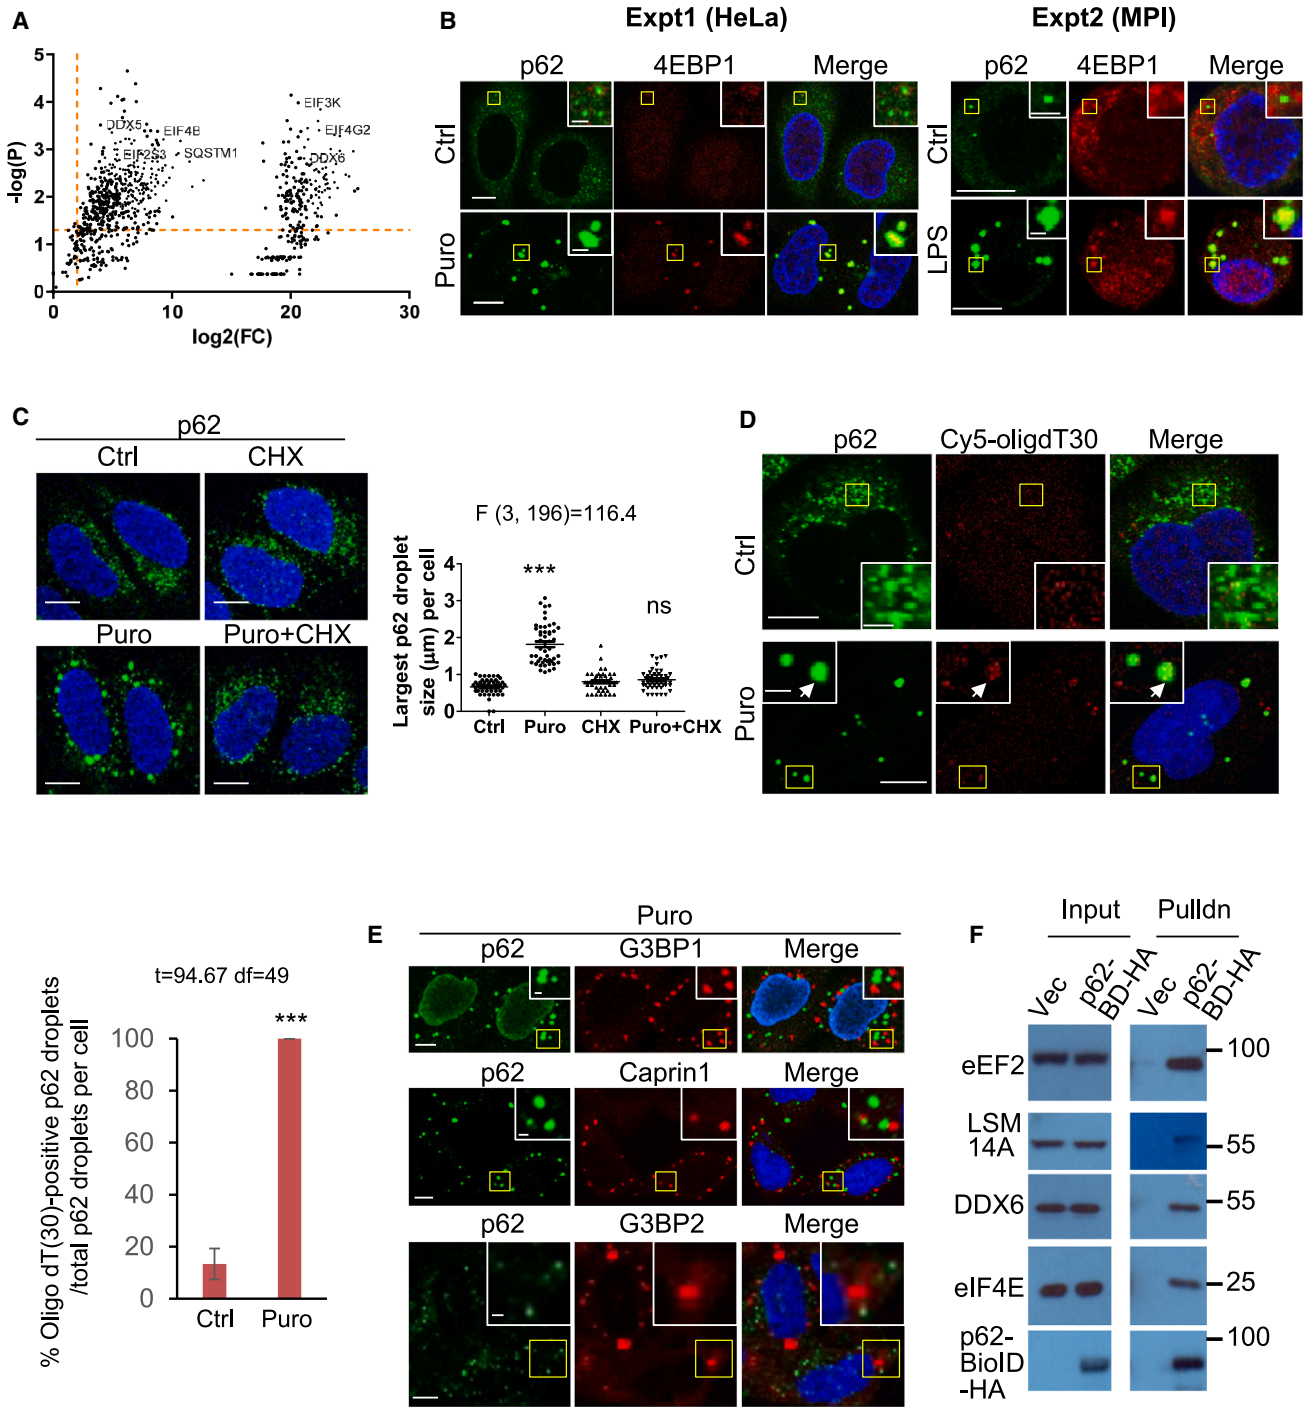 A
-log(P)
5
4
3
2
1
0
0
10
20
30
log2(FC)
DDX5
EIF4B
EIF2S3
SQSTM1
EIF3K
EIF4G2
DDX6
B
Expt1 (HeLa)
Expt2 (MPI)
p62
4EBP1
Merge
p62
4EBP1
Merge
Ctrl
Puro
Ctrl
LPS
C
p62
Ctrl
CHX
Puro
Puro+CHX
F (3, 196)=116.4
Largest p62 droplet
size (μm) per cell
4
3
2
1
0
***
ns
Ctrl
Puro
CHX
Puro+CHX
D
p62
Cy5-oligdT30
Merge
Ctrl
Puro
t=94.67 df=49
% Oligo dT(30)-positive p62 droplets
/total p62 droplets per cell
100
80
60
40
20
0
***
Ctrl
Puro
E
Puro
p62
G3BP1
Merge
p62
Caprin1
Merge
p62
G3BP2
Merge
F
Input
Pulldn
Vec
p62-
BD-HA
Vec
p62-
BD-HA
eEF2
100
LSM
14A
55
DDX6
55
eIF4E
25
p62-
BioID
-HA
100